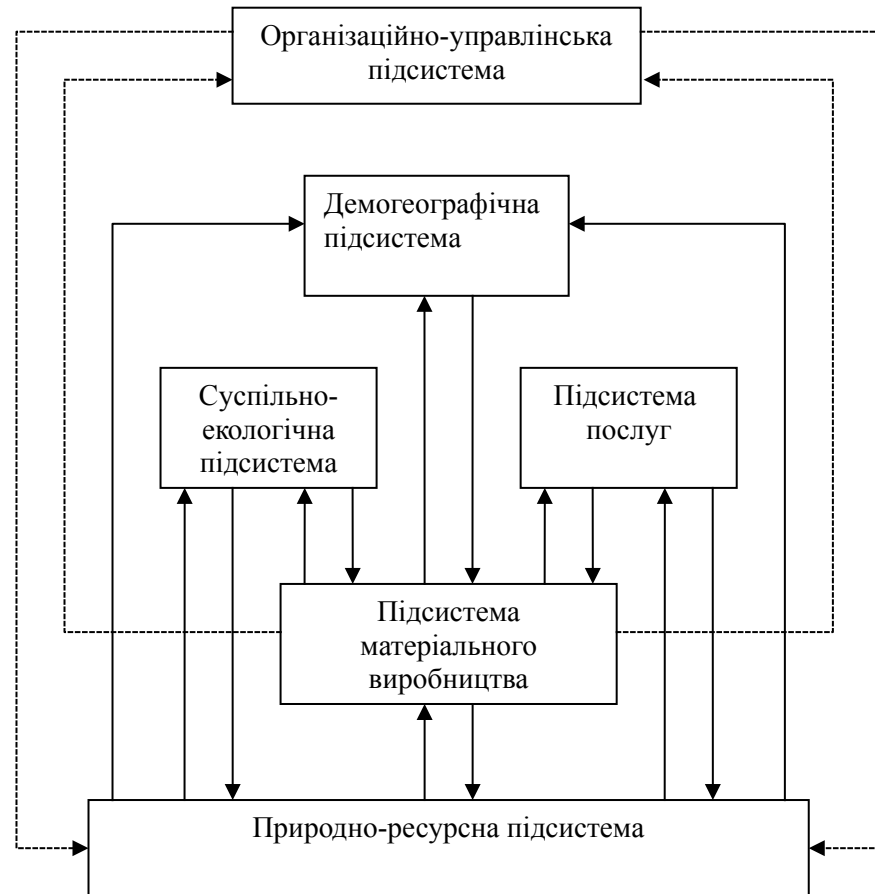 Організаційно-управлінська
підсистема
Демогеографічна
підсистема
Суспільно-
екологічна
підсистема
Підсистема
послуг
Підсистема
матеріального
виробництва
Природно-ресурсна підсистема